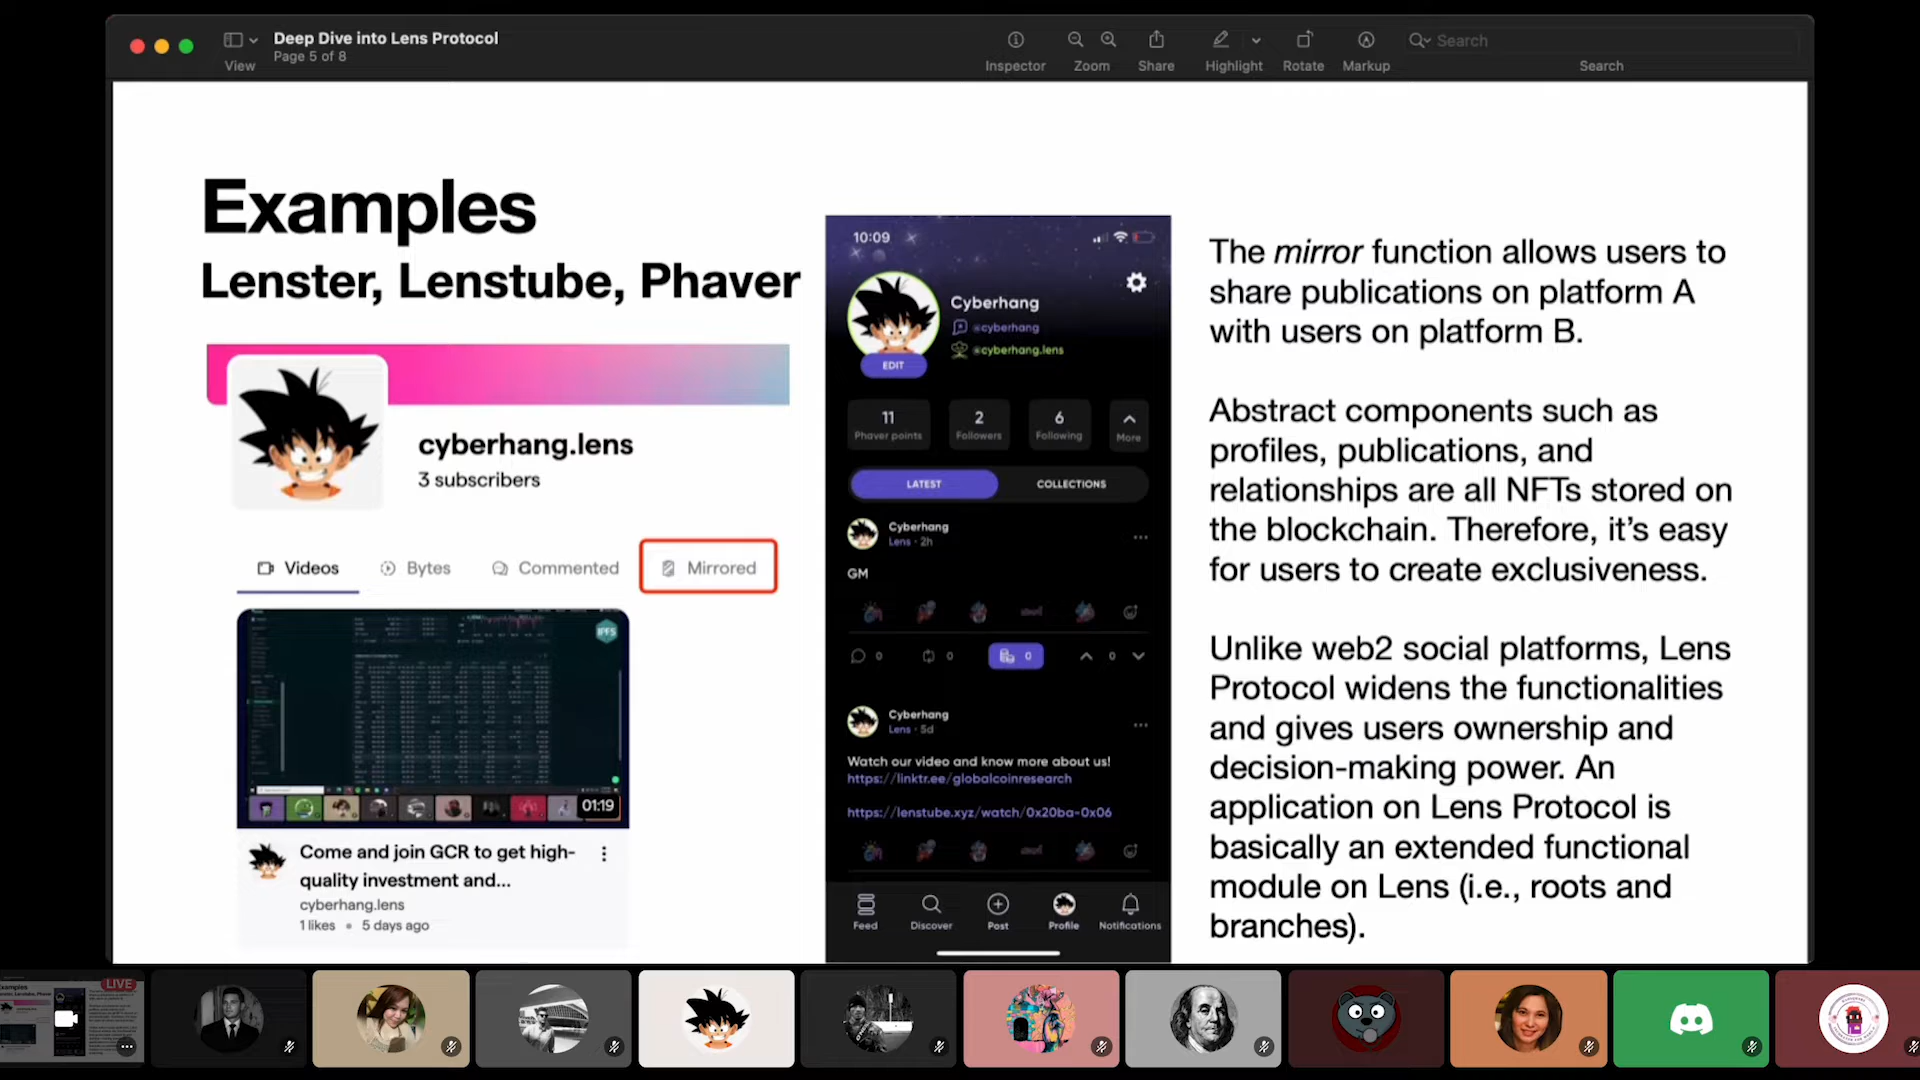 Deep Dive into Lens Protocol
Page 5 of 8
View
Inspector
Zoom
Share
Highlight
Rotate
Markup
Search
Search
Examples
Lenster, Lenstube, Phaver
cyberhang.lens
3 subscribers
Videos
Bytes
Commented
Mirrored
IPFS
01:19
Come and join GCR to get high-
quality investment and...
cyberhang.lens
1 likes • 5 days ago
10:09
Cyberhang
@cyberhang
@cyberhang.lens
EDIT
11
Phaver points
2
Followers
6
Following
More
LATEST
COLLECTIONS
Cyberhang
Lens · 2h
GM
0
0
0
0
Cyberhang
Lens · 5d
Watch our video and know more about us!
https://linktr.ee/globalcoinresearch
https://lenstube.xyz/watch/0x20ba-0x06
Feed
Discover
Post
Profile
Notifications
The mirror function allows users to
share publications on platform A
with users on platform B.
Abstract components such as
profiles, publications, and
relationships are all NFTs stored on
the blockchain. Therefore, it's easy
for users to create exclusiveness.
Unlike web2 social platforms, Lens
Protocol widens the functionalities
and gives users ownership and
decision-making power. An
application on Lens Protocol is
basically an extended functional
module on Lens (i.e., roots and
branches).
LIVE